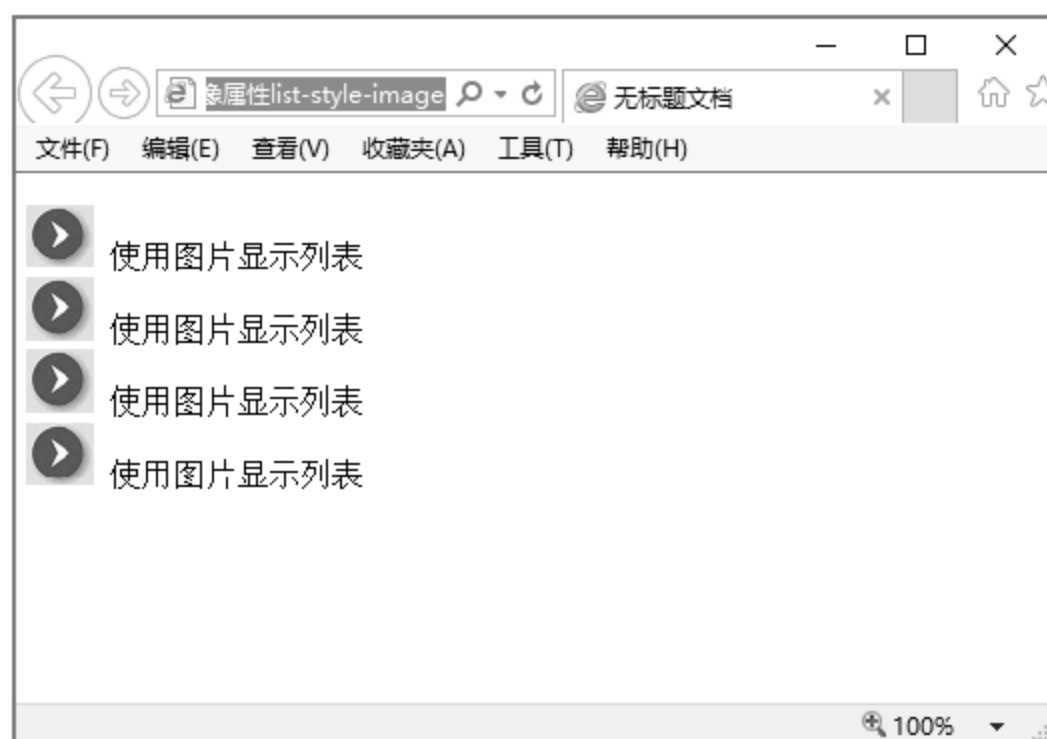 象属性list-style-image
无标题文档
文件(F) 编辑(E) 查看(V) 收藏夹(A) 工具(T) 帮助(H)
使用图片显示列表
使用图片显示列表
使用图片显示列表
使用图片显示列表
100%